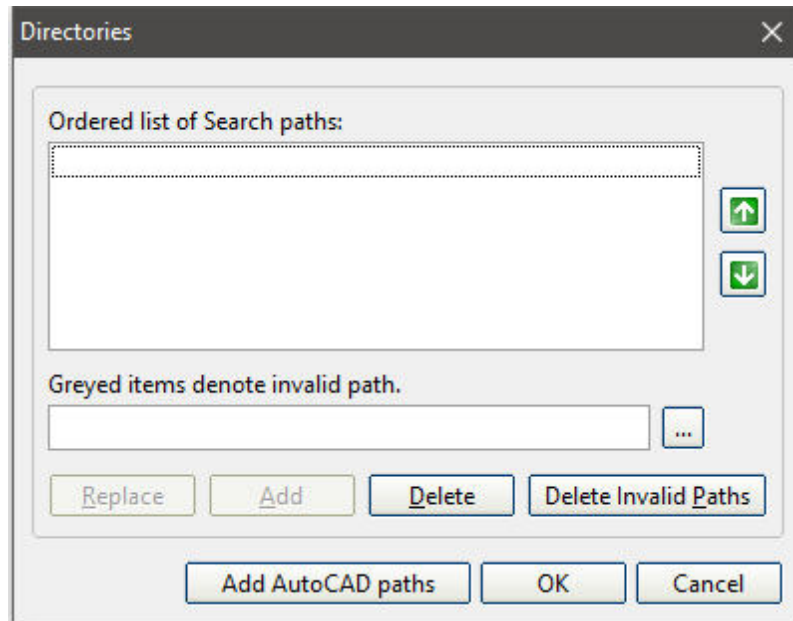 Directories
Ordered list of Search paths:
Greyed items denote invalid path.
...
Replace Add Delete Delete Invalid Paths
Add AutoCAD paths OK Cancel